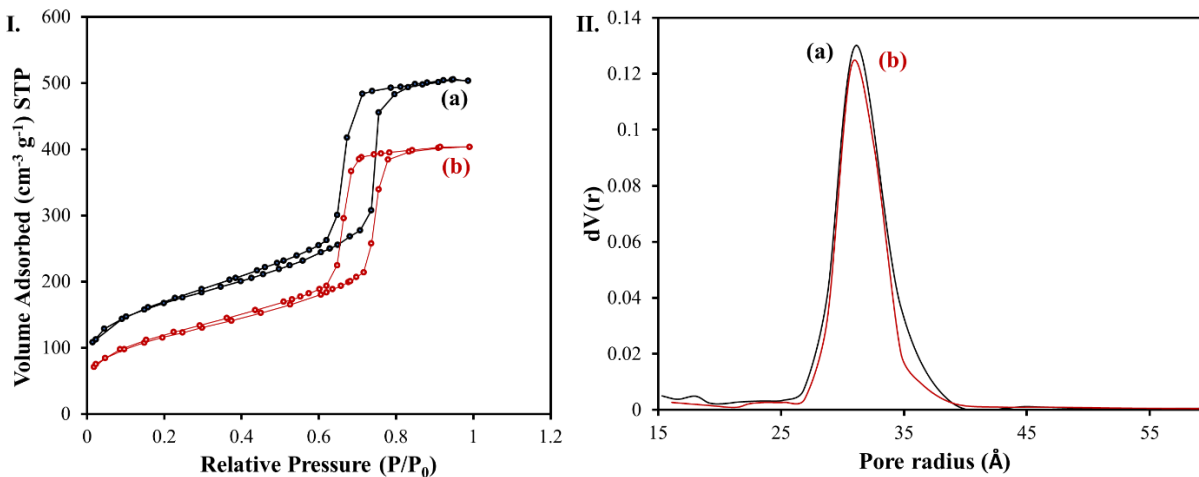 I.
600
500
400
300
200
100
0
Volume Adsorbed (cm⁻³ g⁻¹) STP
(a)
(b)
0 0.2 0.4 0.6 0.8 1 1.2
Relative Pressure (P/P₀)
II.
0.14
0.12
0.1
0.08
0.06
0.04
0.02
0
dV(r)
(a)
(b)
15 25 35 45 55
Pore radius (Å)